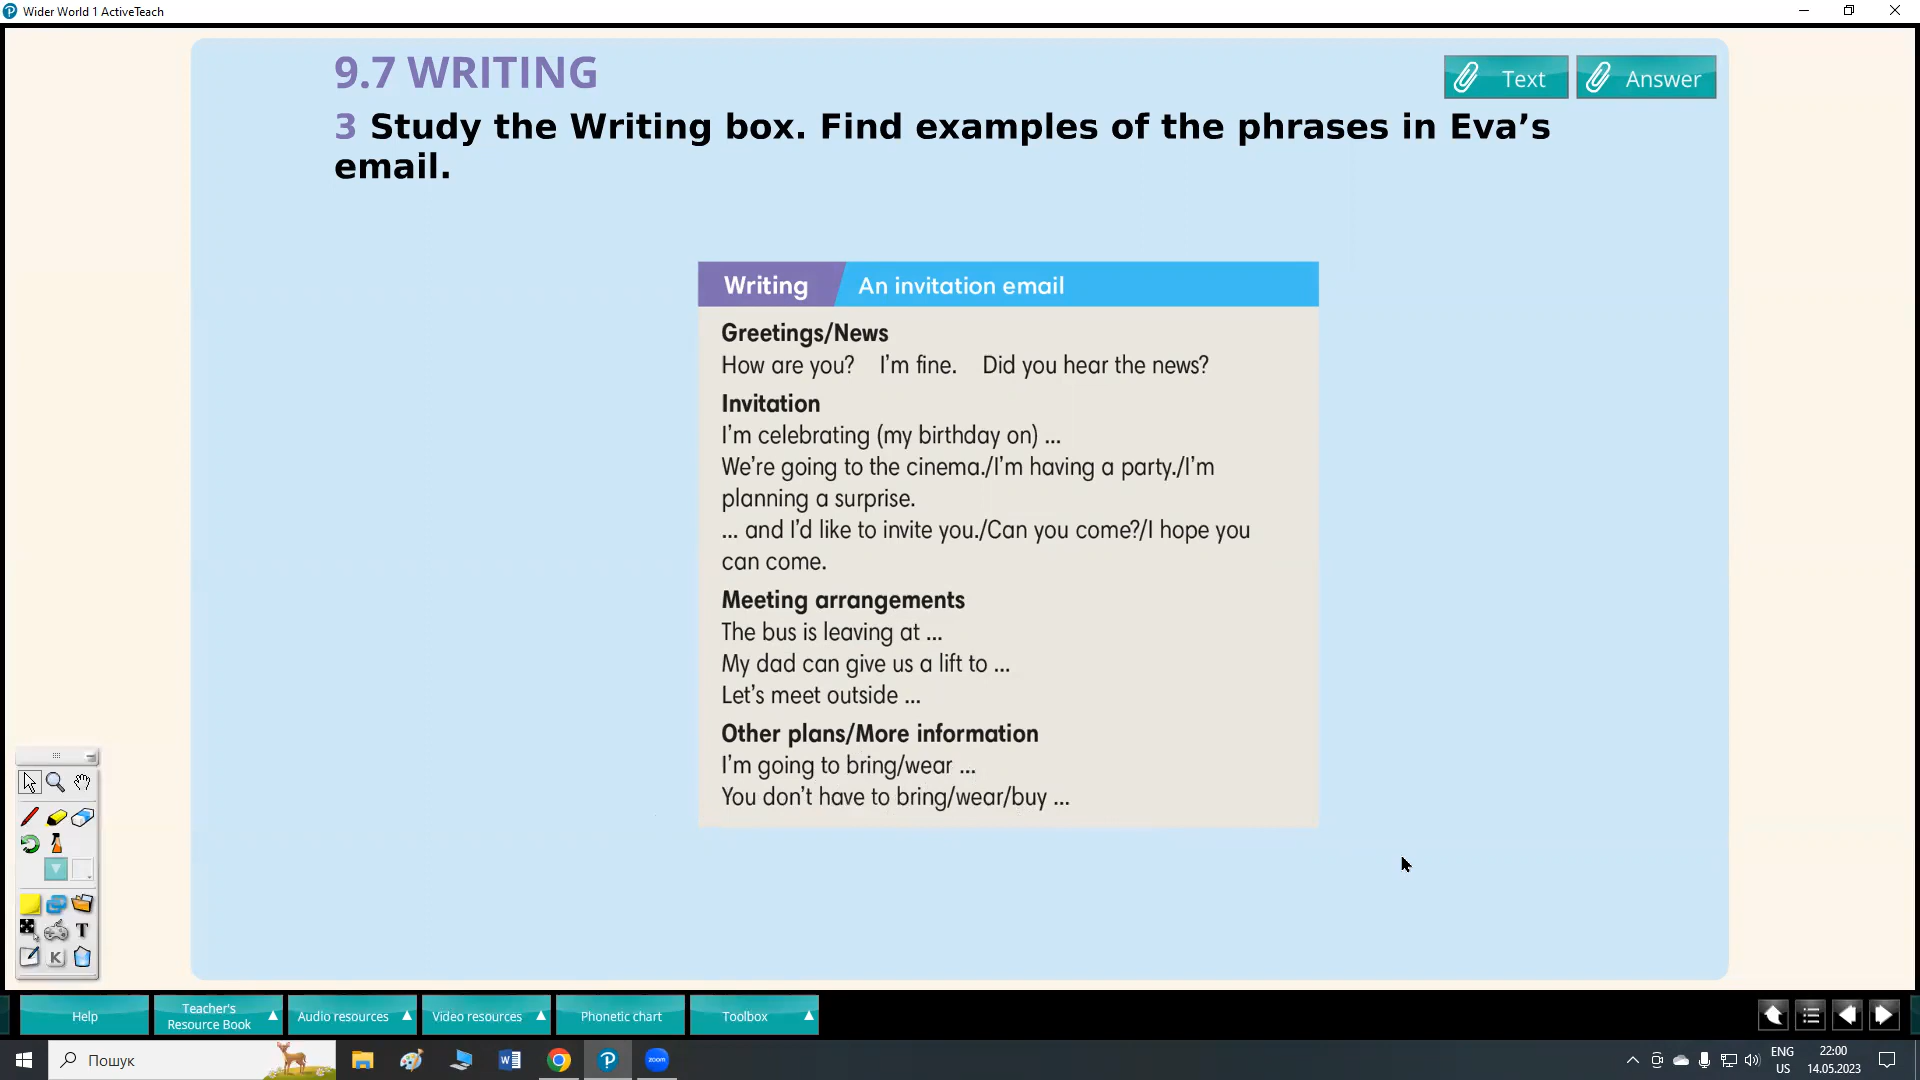 Wider World 1 ActiveTeach
9.7 WRITING
Text
Answer
3 Study the Writing box. Find examples of the phrases in Eva’s
email.
Writing
An invitation email
Greetings/News
How are you? I’m fine. Did you hear the news?
Invitation
I’m celebrating (my birthday on) ...
We’re going to the cinema./I’m having a party./I’m
planning a surprise.
... and I’d like to invite you./Can you come?/I hope you
can come.
Meeting arrangements
The bus is leaving at ...
My dad can give us a lift to ...
Let’s meet outside ...
Other plans/More information
I’m going to bring/wear ...
You don’t have to bring/wear/buy ...
T
K
Help
Teacher's
Resource Book
Audio resources
Video resources
Phonetic chart
Toolbox
Пошук
zoom
ENG
US
22:00
14.05.2023